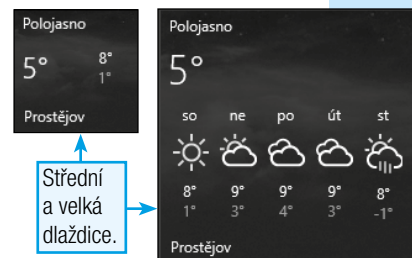 Polojasno
5° 8°
1°
Prostějov
Střední
a velká
dlaždice.
Polojasno
5°
so ne po út st
8° 9° 9° 9° 8°
1° 3° 4° 3° -1°
Prostějov